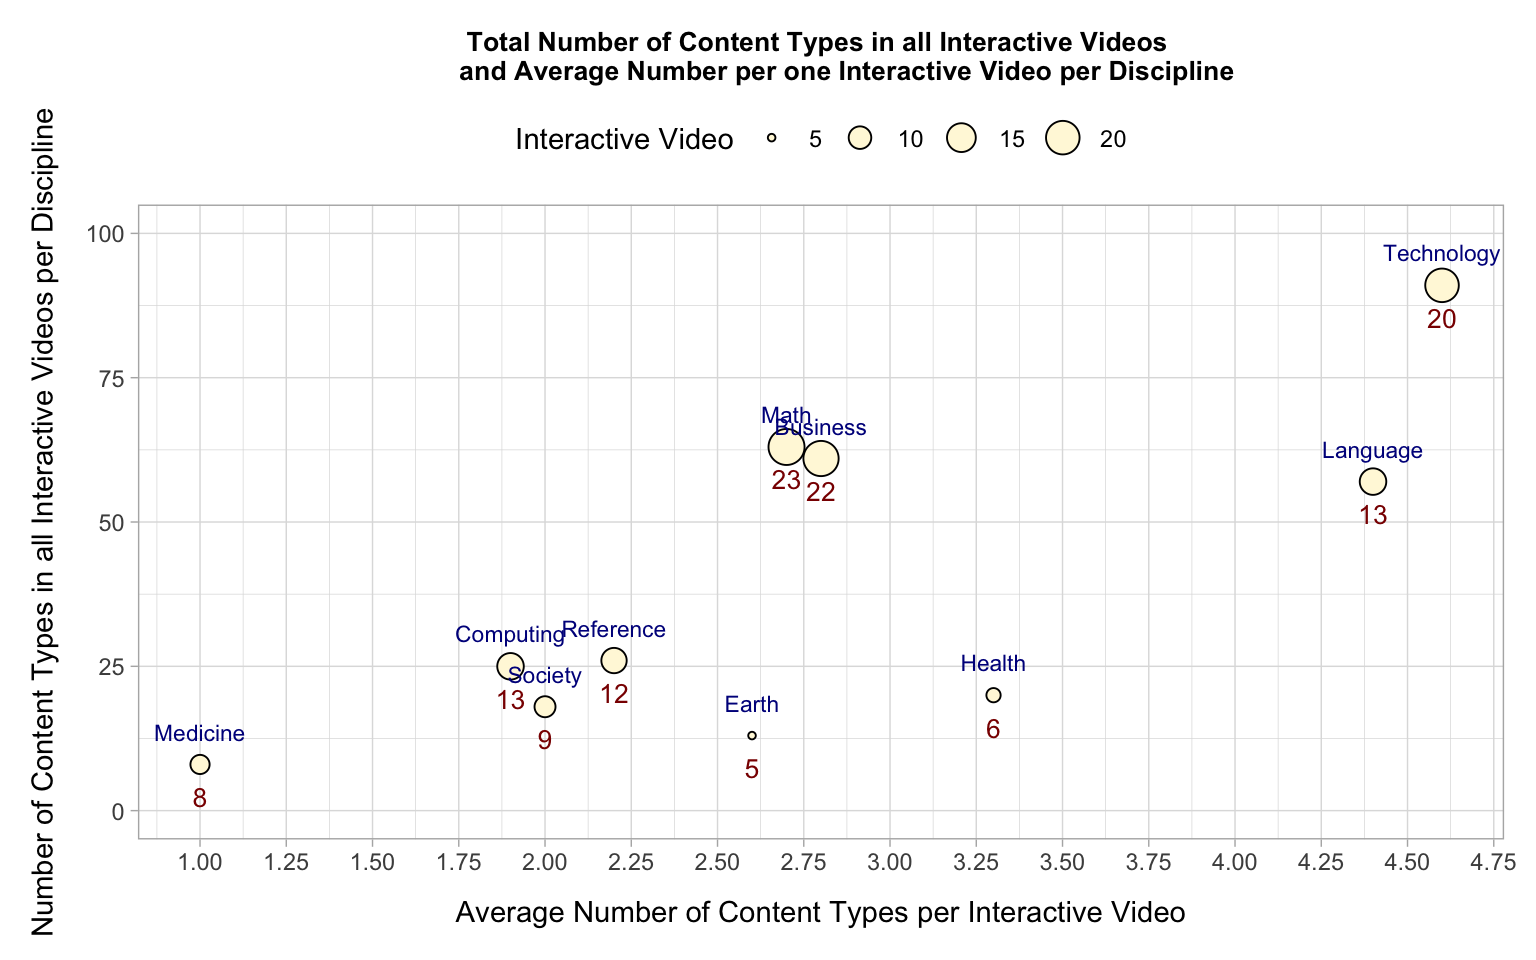 Total Number of Content Types in all Interactive Videos
and Average Number per one Interactive Video per Discipline
Interactive Video 5 10 15 20
Number of Content Types in all Interactive Videos per Discipline
100
75
50
25
0
Technology
20
Math
Business
23
22
Language
13
Computing
Reference
Society
13
12
9
Health
6
Earth
5
Medicine
8
1.00 1.25 1.50 1.75 2.00 2.25 2.50 2.75 3.00 3.25 3.50 3.75 4.00 4.25 4.50 4.75
Average Number of Content Types per Interactive Video